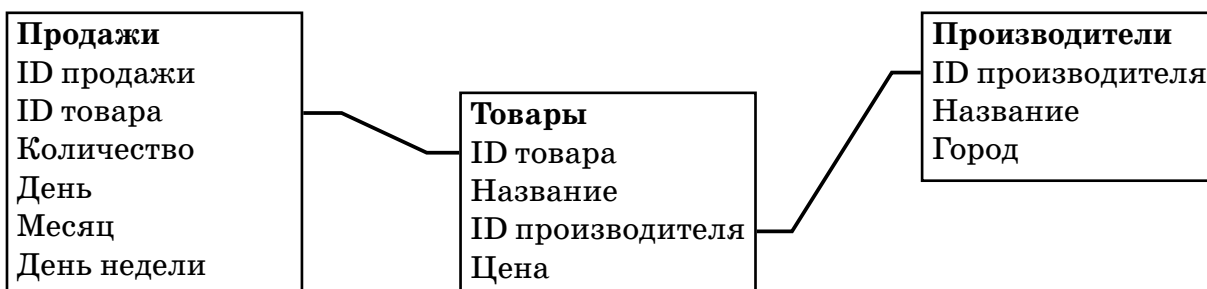 Продажи
ID продажи
ID товара
Количество
День
Месяц
День недели
Товары
ID товара
Название
ID производителя
Цена
Производители
ID производителя
Название
Город